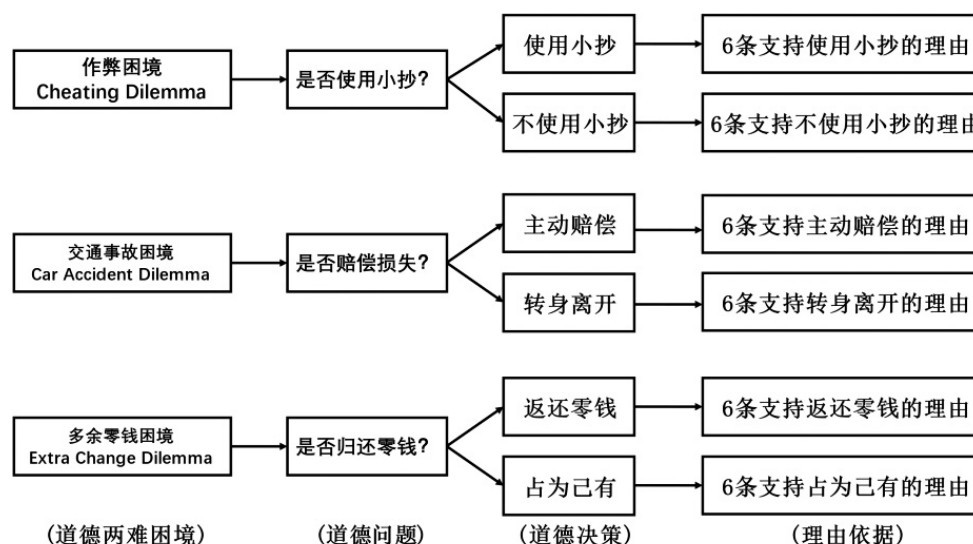 作弊困境
Cheating Dilemma
是否使用小抄?
使用小抄
6条支持使用小抄的理由
不使用小抄
6条支持不使用小抄的理由
交通事故困境
Car Accident Dilemma
是否赔偿损失?
主动赔偿
6条支持主动赔偿的理由
转身离开
6条支持转身离开的理由
多余零钱困境
Extra Change Dilemma
是否归还零钱?
返还零钱
6条支持返还零钱的理由
占为己有
6条支持占为己有的理由
(道德两难困境)
(道德问题)
(道德决策)
(理由依据)